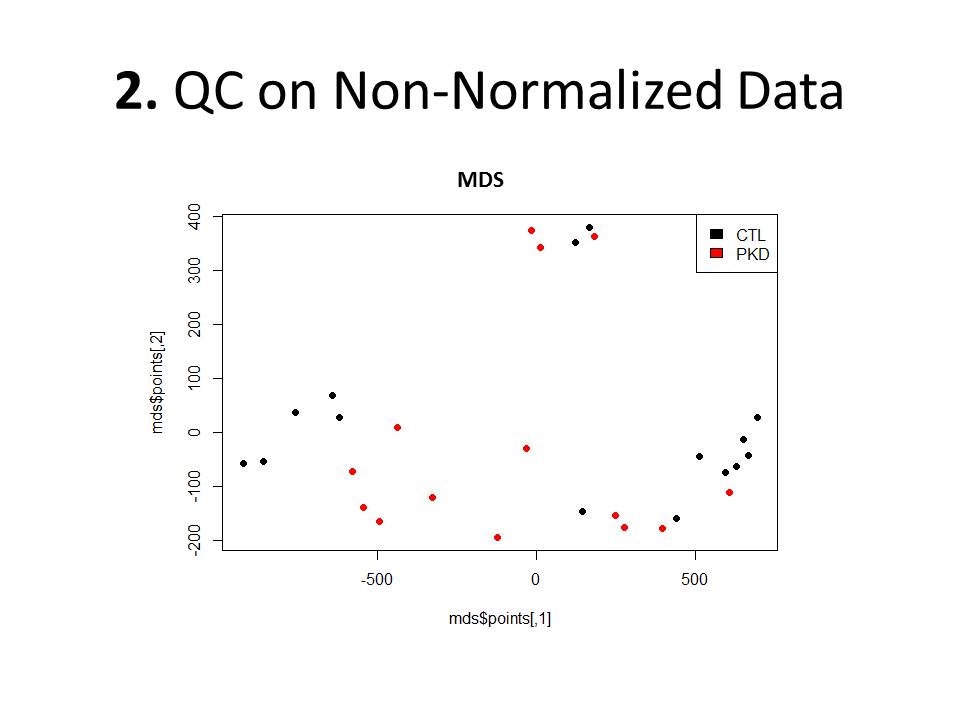 2. QC on Non-Normalized Data
MDS
400
300
200
100
0
-100
-200
mds$points[,2]
CTL
PKD
-500
0
500
mds$points[,1]